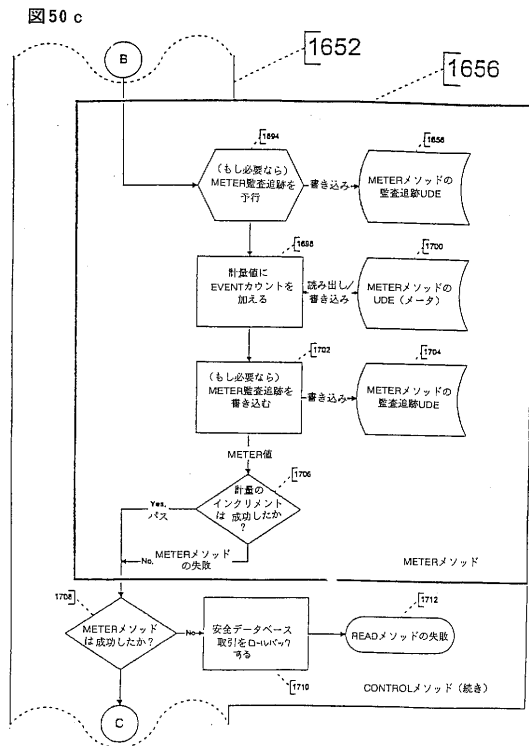 図50c
1652
B
1656
1694
(もし必要なら)
METER監査追跡を
予行
書き込み
METERメソッドの
監査追跡UDE
1698
計量値に
EVENTカウントを
加える
読み出し/
書き込み
1700
METERメソッドの
UDE(メータ)
1702
(もし必要なら)
METER監査追跡を
書き込む
書き込み
1704
METERメソッドの
監査追跡UDE
METER値
1706
計量の
インクリメント
は 成功したか
?
Yes,
パス
No,
METERメソッド
の失敗
METERメソッド
1708
METERメソッド
は成功したか?
No
安全データベース
取引をロールバック
する
1710
1712
READメソッドの失敗
CONTROLメソッド(続き)
C